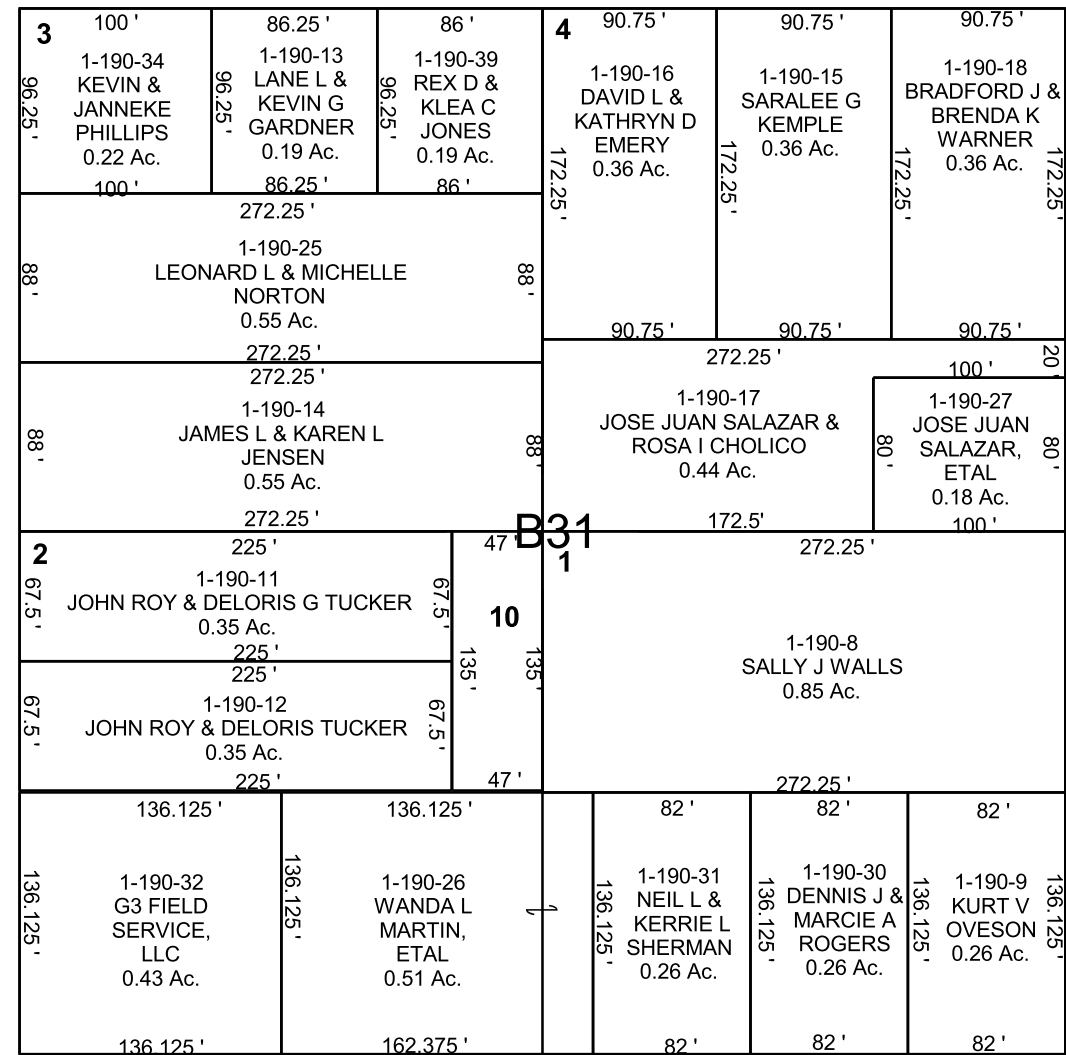 3
100 '
96.25 '
1-190-34
KEVIN &
JANNEKE
PHILLIPS
0.22 Ac.
100 '
86.25 '
96.25 '
1-190-13
LANE L &
KEVIN G
GARDNER
0.19 Ac.
86.25 '
86 '
96.25 '
1-190-39
REX D &
KLEA C
JONES
0.19 Ac.
86 '
4
90.75 '
172.25 '
1-190-16
DAVID L &
KATHRYN D
EMERY
0.36 Ac.
90.75 '
90.75 '
172.25 '
1-190-15
SARALEE G
KEMPLE
0.36 Ac.
90.75 '
90.75 '
172.25 '
1-190-18
BRADFORD J &
BRENDA K
WARNER
0.36 Ac.
172.25 '
90.75 '
272.25 '
88 '
1-190-25
LEONARD L & MICHELLE
NORTON
0.55 Ac.
88 '
272.25 '
272.25 '
88 '
1-190-14
JAMES L & KAREN L
JENSEN
0.55 Ac.
88 '
272.25 '
272.25 '
20 '
1-190-17
JOSE JUAN SALAZAR &
ROSA I CHOLICO
0.44 Ac.
172.5'
100 '
80 '
1-190-27
JOSE JUAN
SALAZAR,
ETAL
0.18 Ac.
80 '
100 '
B31
2
225 '
67.5 '
1-190-11
JOHN ROY & DELORIS G TUCKER
0.35 Ac.
67.5 '
225 '
225 '
67.5 '
1-190-12
JOHN ROY & DELORIS TUCKER
0.35 Ac.
67.5 '
225 '
47 '
10
135 '
135 '
47 '
1
272.25 '
1-190-8
SALLY J WALLS
0.85 Ac.
272.25 '
136.125 '
136.125 '
1-190-32
G3 FIELD
SERVICE,
LLC
0.43 Ac.
136.125 '
136.125 '
136.125 '
1-190-26
WANDA L
MARTIN,
ETAL
0.51 Ac.
162.375 '
82 '
136.125 '
1-190-31
NEIL L &
KERRIE L
SHERMAN
0.26 Ac.
82 '
82 '
136.125 '
1-190-30
DENNIS J &
MARCIE A
ROGERS
0.26 Ac.
82 '
82 '
136.125 '
1-190-9
KURT V
OVESON
0.26 Ac.
136.125 '
82 '